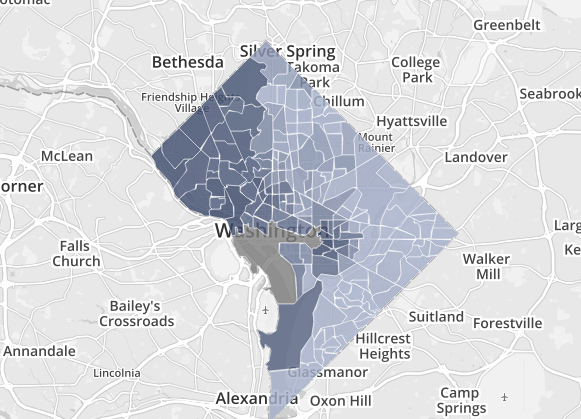 otomac
Greenbelt
Silver Spring
Bethesda
Takoma
Park
College
Park
Seabrook
Friendship Heights
Village
Chillum
Hyattsville
Mount
Rainier
McLean
Landover
orner
Washington
Larg
Falls
Church
Ke
Walker
Mill
Bailey's
Crossroads
Suitland
Forestville
Hillcrest
Heights
Annandale
Lincolnia
Glassmanor
Alexandria
Oxon Hill
Camp
Springs